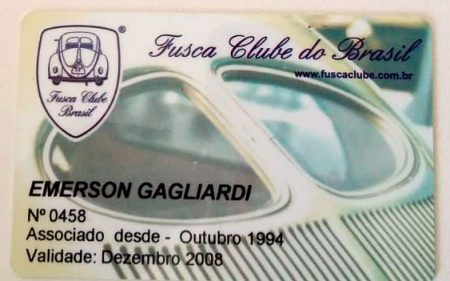 Fusca Clube do Brasil
www.fuscaclube.com.br
Fusca Clube
Brasil
®
EMERSON GAGLIARDI
Nº 0458
Associado desde - Outubro 1994
Validade: Dezembro 2008